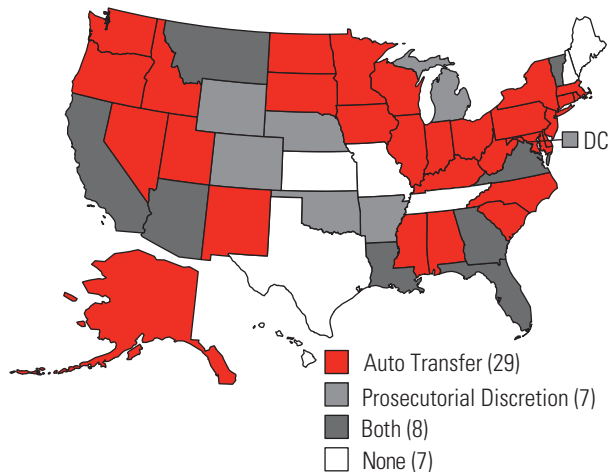 DC
Auto Transfer (29)
Prosecutorial Discretion (7)
Both (8)
None (7)